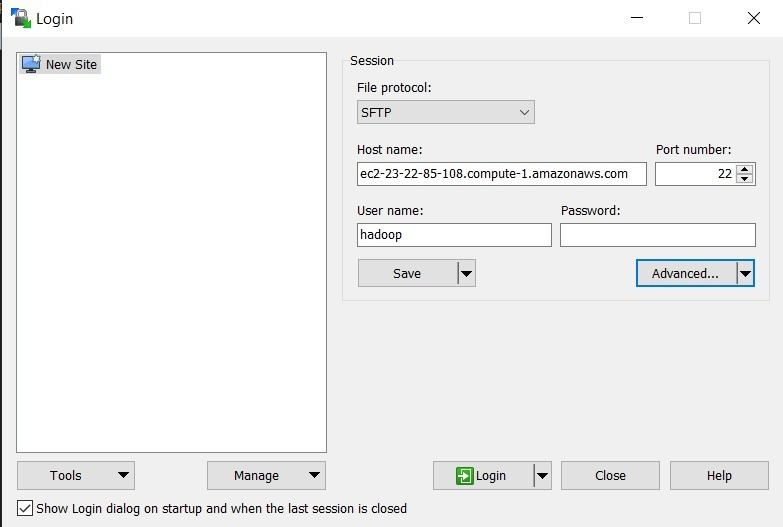 Login
New Site
Session
File protocol:
SFTP
Host name: Port number:
ec2-23-22-85-108.compute-1.amazonaws.com 22
User name: Password:
hadoop
Save Advanced...
Tools Manage Login Close Help
Show Login dialog on startup and when the last session is closed